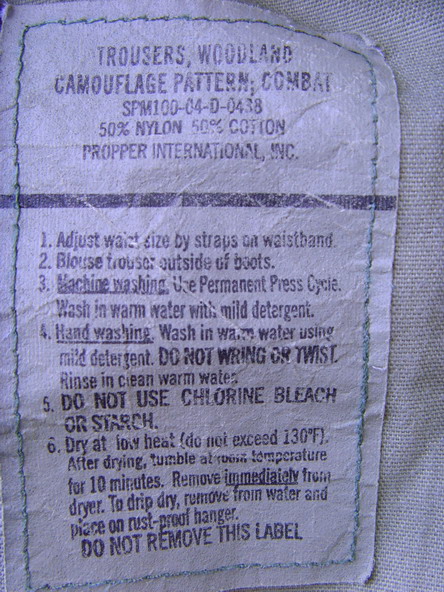 TROUSERS, WOODLAND
CAMOUFLAGE PATTERN; COMBAT
SPM100-04-D-0438
50% NYLON 50% COTTON
PROPPER INTERNATIONAL, INC.
1. Adjust waist size by straps on waistband.
2. Blouse trouser outside of boots.
3. Machine washing. Use Permanent Press Cycle.
Wash in warm water with mild detergent.
4. Hand washing. Wash in warm water using
mild detergent. DO NOT WRING OR TWIST.
Rinse in clean warm water.
5. DO NOT USE CHLORINE BLEACH
OR STARCH.
6. Dry at low heat (do not exceed 130°F).
After drying, tumble at room temperature
for 10 minutes. Remove immediately from
dryer. To drip dry, remove from water and
place on rust-proof hanger.
DO NOT REMOVE THIS LABEL